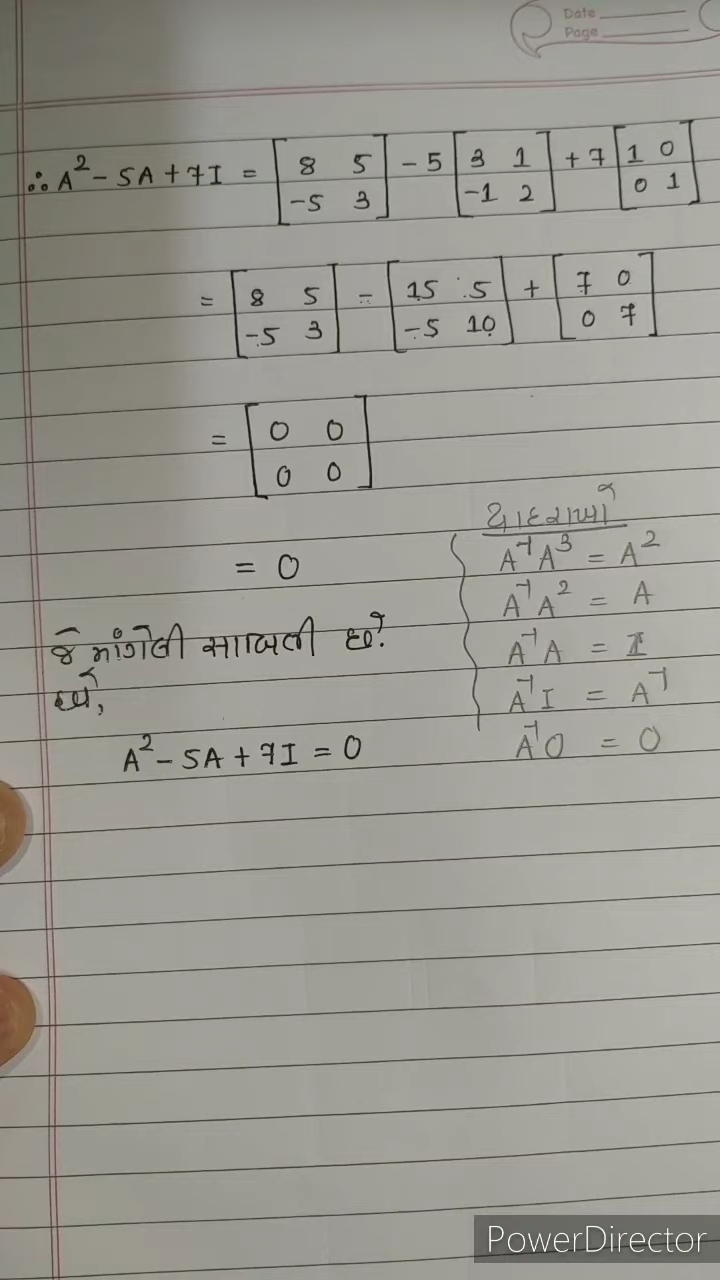 Date
Page
∴ A² - 5A + 7I = [8 5; -5 3] - 5 [3 1; -1 2] + 7 [1 0; 0 1]
= [8 5; -5 3] - [15 5; -5 10] + [7 0; 0 7]
= [0 0; 0 0]
= 0
જે માંગેલી સાબિતી છે.
હવે,
A² - 5A + 7I = 0
યાદ રાખો
A⁻¹A³ = A²
A⁻¹A² = A
A⁻¹A = I
A⁻¹I = A⁻¹
A⁻¹O = O
PowerDirector